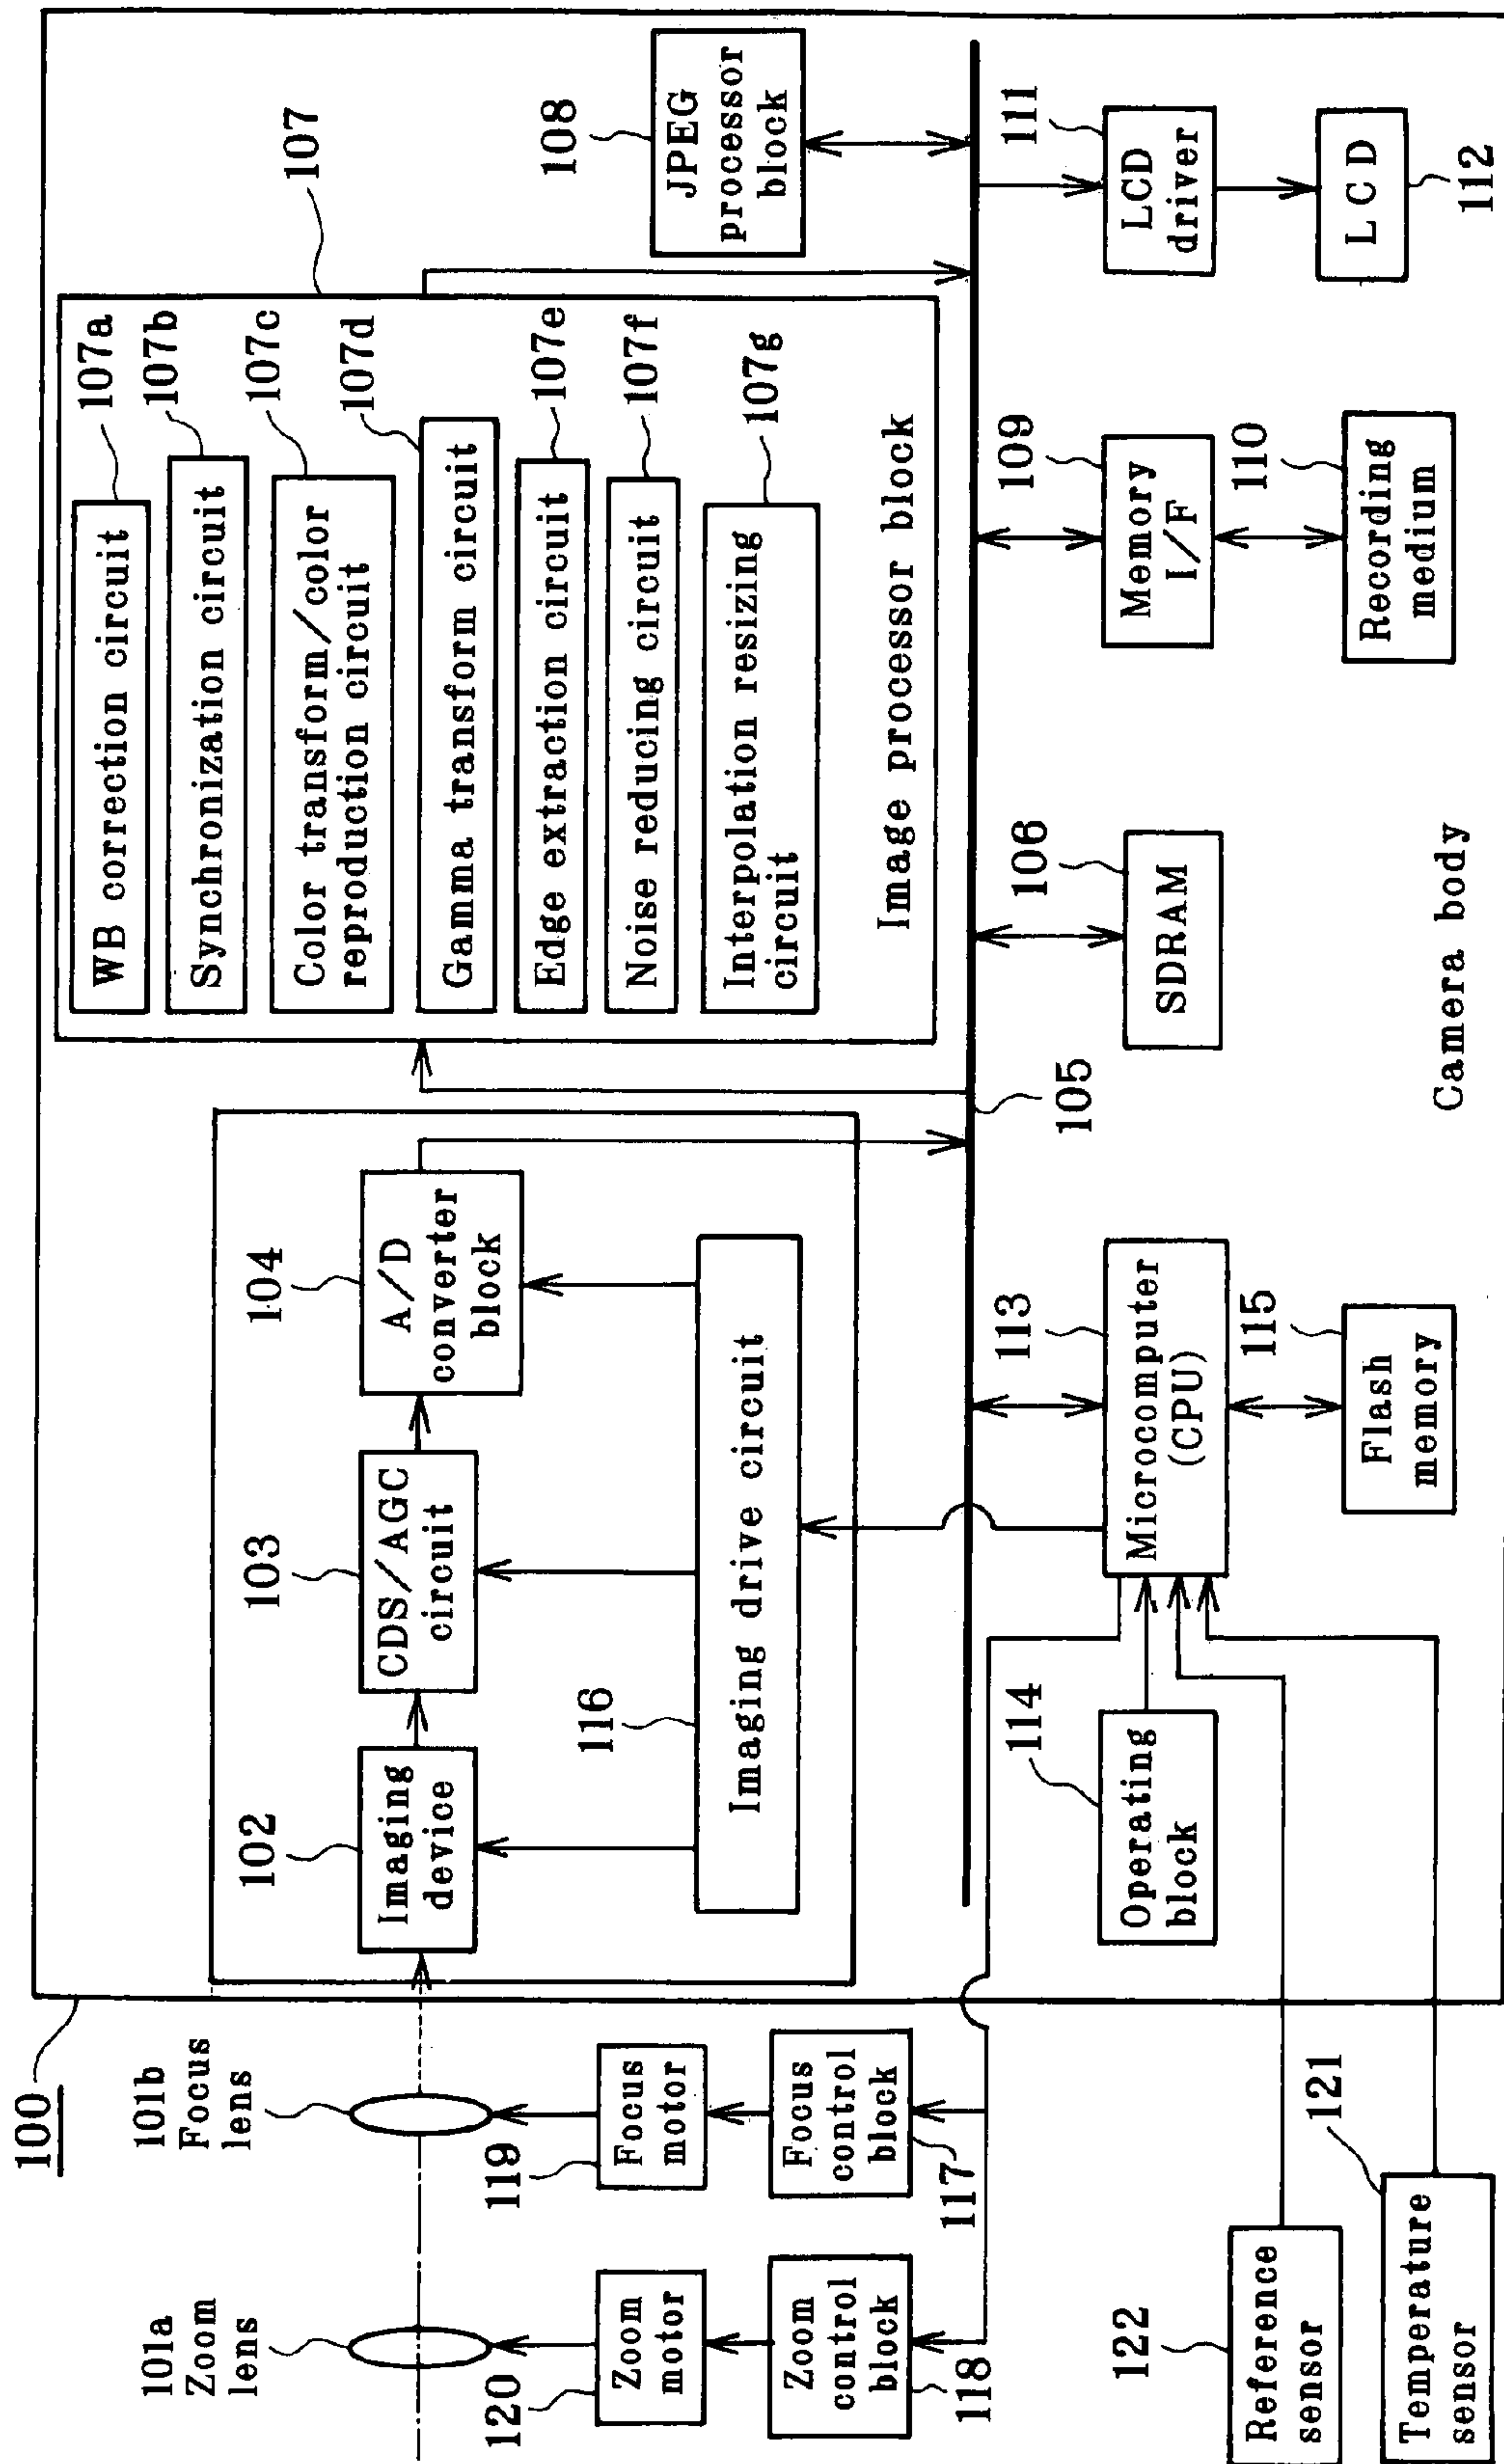 100
101a
Zoom
lens
101b
Focus
lens
120
Zoom
motor
119
Focus
motor
Zoom
control
block
118
Focus
control
block
117
122
Reference
sensor
121
Temperature
sensor
102
Imaging
device
103
CDS/AGC
circuit
104
A/D
converter
block
116
Imaging drive circuit
105
107
WB correction circuit
107a
Synchronization circuit
107b
Color transform/color
reproduction circuit
107c
Gamma transform circuit
107d
Edge extraction circuit
107e
Noise reducing circuit
107f
Interpolation resizing
circuit
107g
Image processor block
108
JPEG
processor
block
114
Operating
block
113
Microcomputer
(CPU)
115
Flash
memory
106
SDRAM
109
Memory
I/F
110
Recording
medium
111
LCD
driver
LCD
112
Camera body